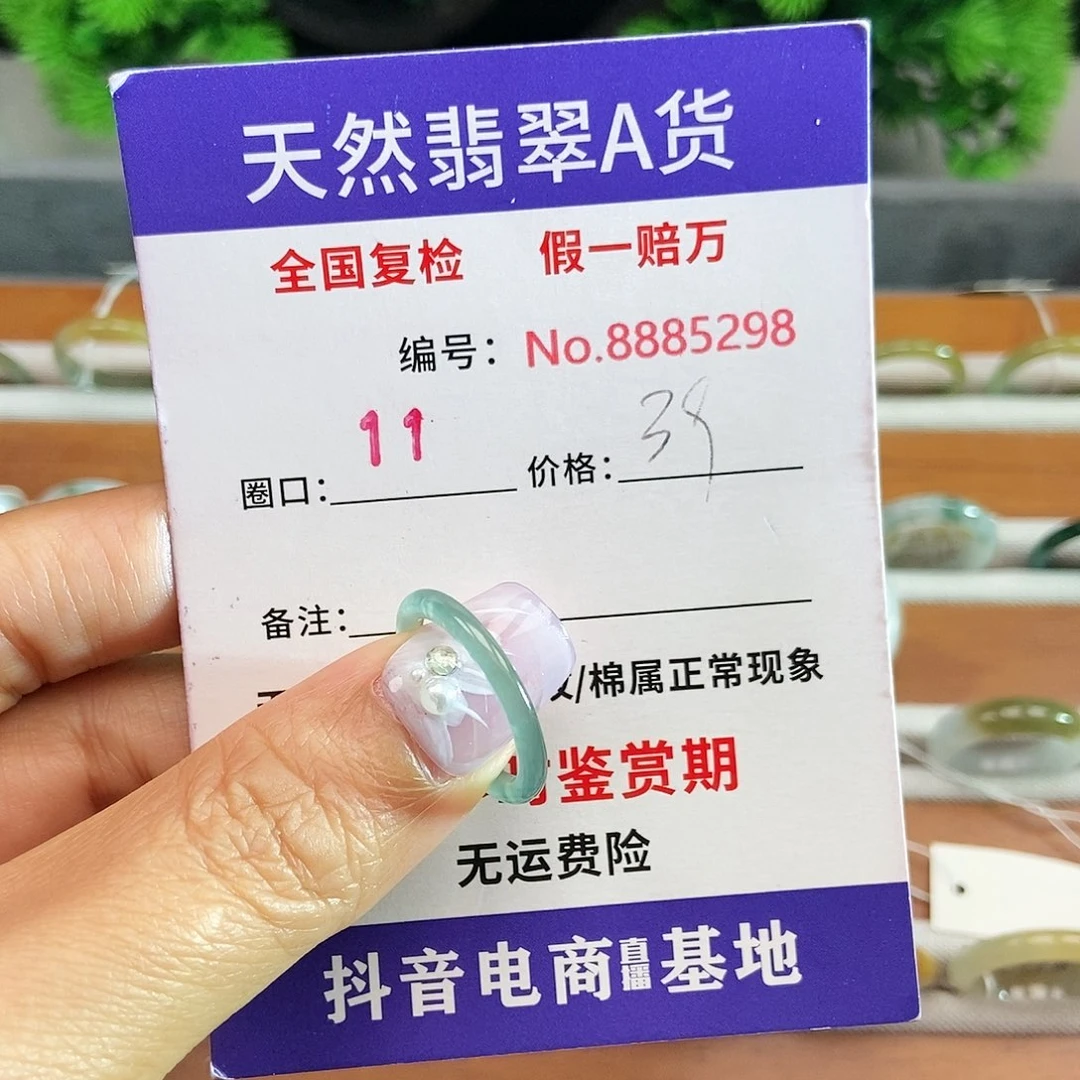 天然翡翠A货
全国复检 假一赔万
编号：No.8885298
圈口：11 价格：39
备注：
/棉属正常现象
鉴赏期
无运费险
抖音电商直播基地